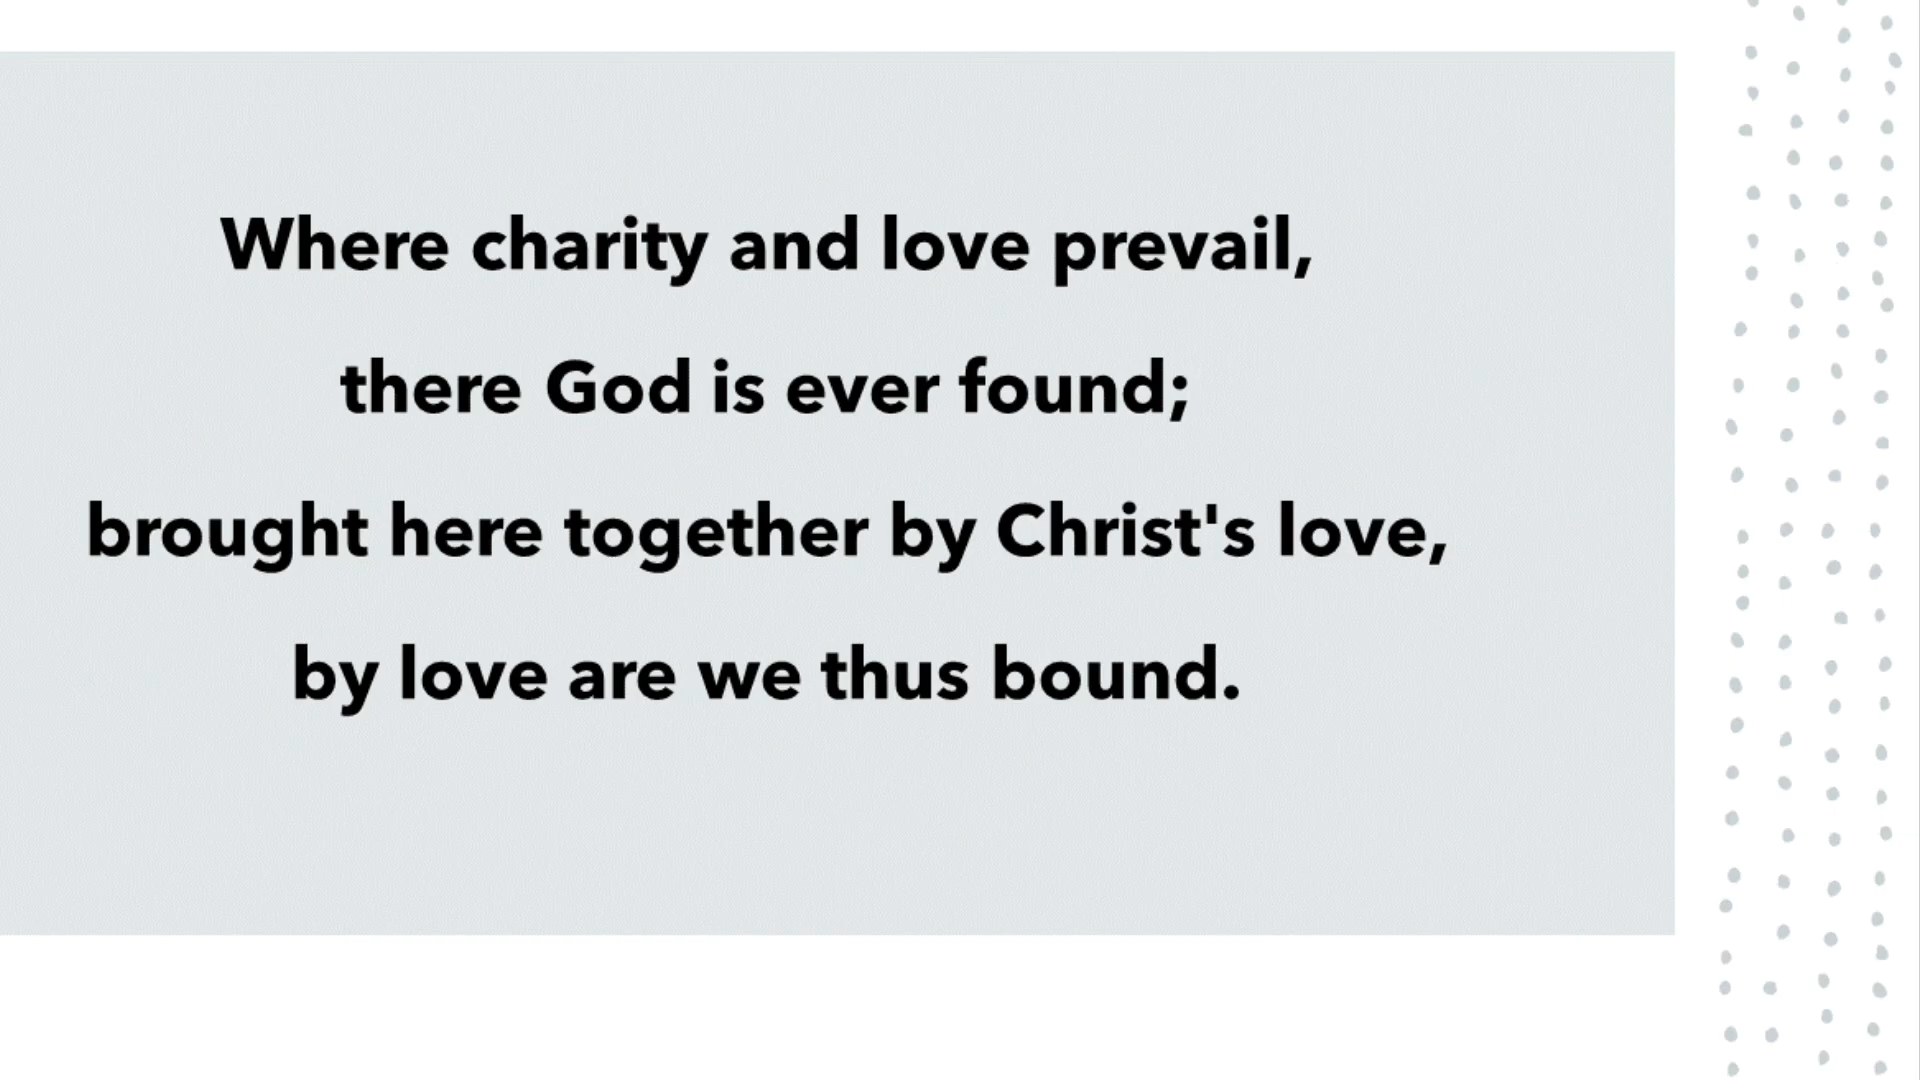 Where charity and love prevail,
there God is ever found;
brought here together by Christ's love,
by love are we thus bound.